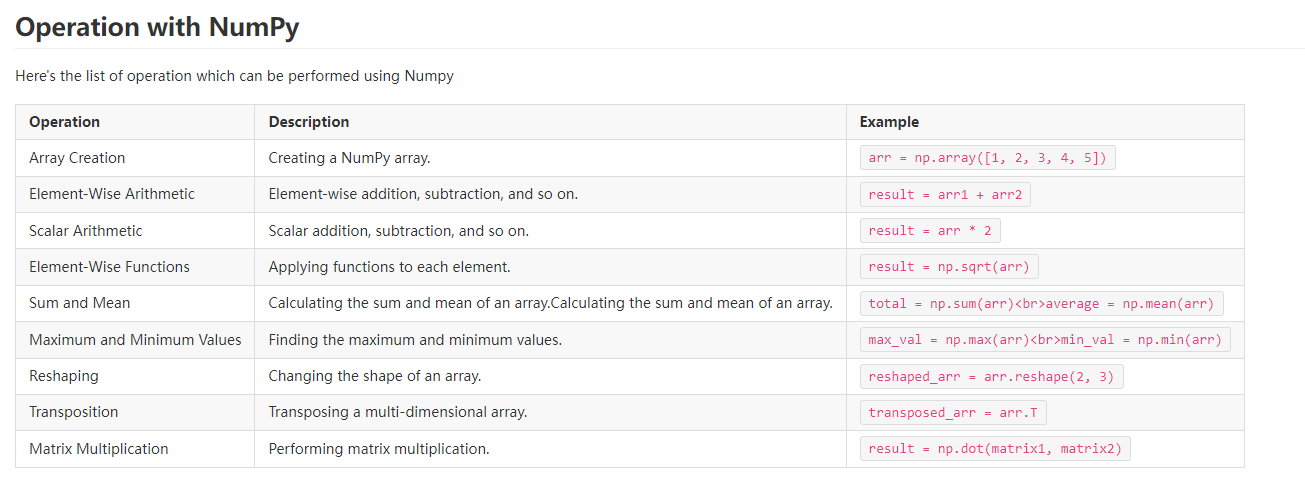 Operation with NumPy
Here's the list of operation which can be performed using Numpy
Operation Description Example
Array Creation Creating a NumPy array. arr = np.array([1, 2, 3, 4, 5])
Element-Wise Arithmetic Element-wise addition, subtraction, and so on. result = arr1 + arr2
Scalar Arithmetic Scalar addition, subtraction, and so on. result = arr * 2
Element-Wise Functions Applying functions to each element. result = np.sqrt(arr)
Sum and Mean Calculating the sum and mean of an array.Calculating the sum and mean of an array. total = np.sum(arr)<br>average = np.mean(arr)
Maximum and Minimum Values Finding the maximum and minimum values. max_val = np.max(arr)<br>min_val = np.min(arr)
Reshaping Changing the shape of an array. reshaped_arr = arr.reshape(2, 3)
Transposition Transposing a multi-dimensional array. transposed_arr = arr.T
Matrix Multiplication Performing matrix multiplication. result = np.dot(matrix1, matrix2)